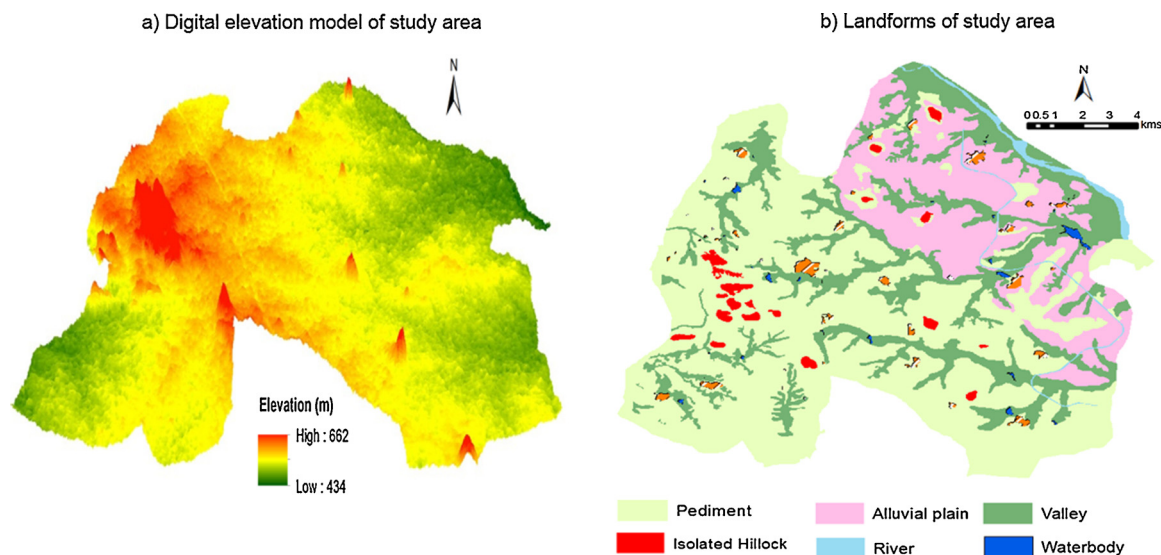 a) Digital elevation model of study area
N
Elevation (m)
High : 662
Low : 434
b) Landforms of study area
N
0 0.5 1 2 3 4
kms
Pediment
Alluvial plain
Valley
Isolated Hillock
River
Waterbody